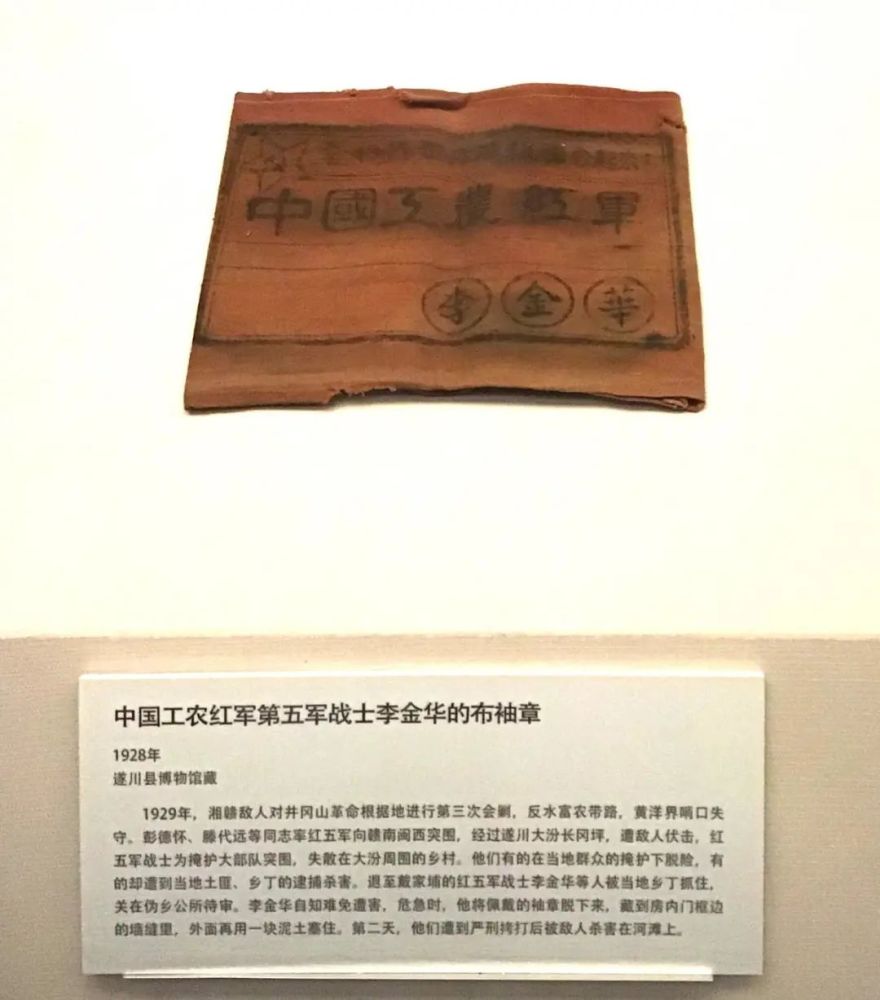 中國工農紅軍
李金華
中国工农红军第五军战士李金华的布袖章
1928年
遂川县博物馆藏
1929年，湘赣敌人对井冈山革命根据地进行第三次会剿，反水富农带路，黄洋界哨口失
守。彭德怀、滕代远等同志率红五军向赣南闽西突围，经过遂川大汾长冈坪，遭敌人伏击，红
五军战士为掩护大部队突围，失散在大汾周围的乡村。他们有的在当地群众的掩护下脱险，有
的却遭到当地土匪、乡丁的逮捕杀害。退至戴家埔的红五军战士李金华等人被当地乡丁抓住，
关在伪乡公所待审。李金华自知难免遭害，危急时，他将佩戴的袖章脱下来，藏到房内门框边
的墙缝里，外面再用一块泥土塞住。第二天，他们遭到严刑拷打后被敌人杀害在河滩上。